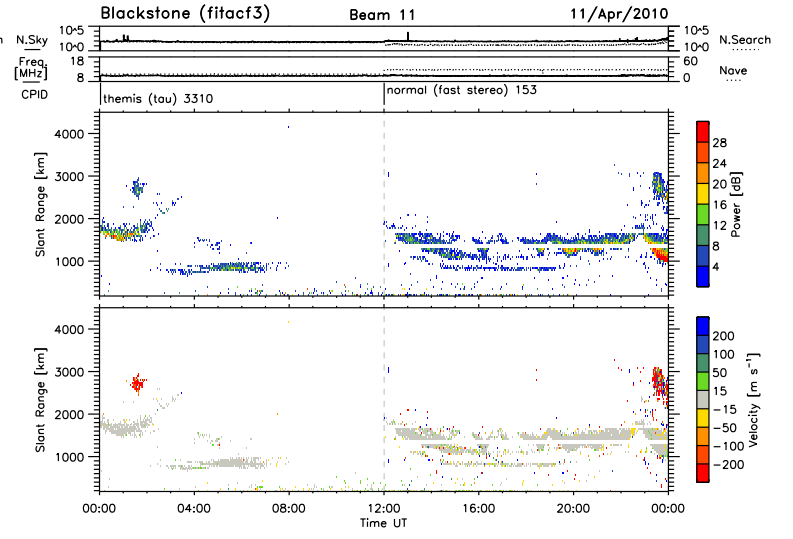 Blackstone (fitacf3) Beam 11 11/Apr/2010
N.Sky 10^5 10^5 N.Search
10^0 10^0
Freq. 18 60 Nave
[MHz] 8 0
CPID themis (tau) 3310 normal (fast stereo) 153
Slant Range [km]
4000
3000
2000
1000
28
24
20
16
12
8
4
Power [dB]
Slant Range [km]
4000
3000
2000
1000
200
100
50
15
−15
−50
−100
−200
Velocity [m s⁻¹]
00:00 04:00 08:00 12:00 16:00 20:00 00:00
Time UT